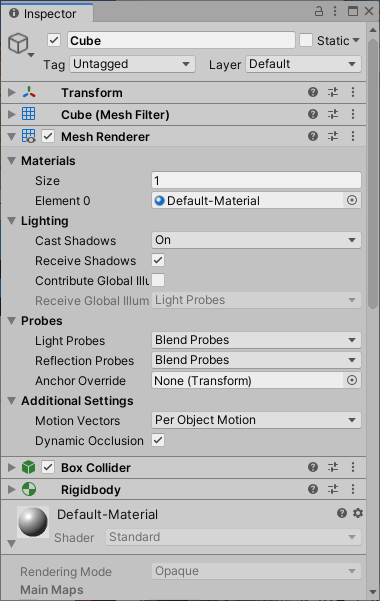 Inspector
Cube Static
Tag Untagged Layer Default
Transform
Cube (Mesh Filter)
Mesh Renderer
Materials
Size 1
Element 0 Default-Material
Lighting
Cast Shadows On
Receive Shadows
Contribute Global Illu
Receive Global Illum Light Probes
Probes
Light Probes Blend Probes
Reflection Probes Blend Probes
Anchor Override None (Transform)
Additional Settings
Motion Vectors Per Object Motion
Dynamic Occlusion
Box Collider
Rigidbody
Default-Material
Shader Standard
Rendering Mode Opaque
Main Maps